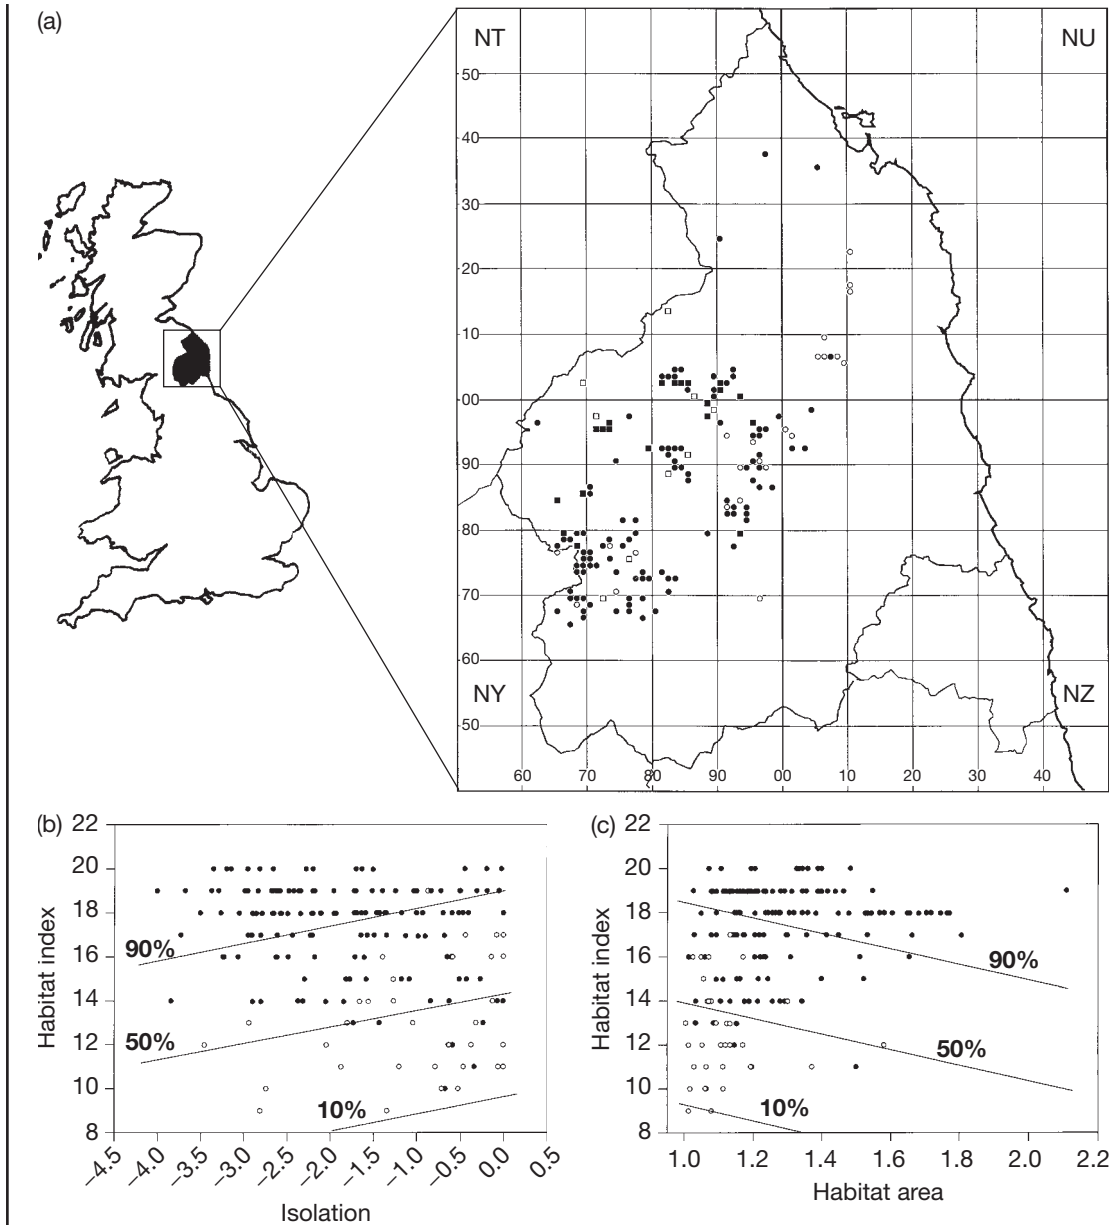 (a)
NT
NU
50
40
30
20
10
00
90
80
70
60
NY
NZ
50
60 70 80 90 00 10 20 30 40
(b)
(c)
22
20
18
16
14
12
10
8
Habitat index
90%
50%
10%
−4.5 −4.0 −3.5 −3.0 −2.5 −2.0 −1.5 −1.0 −0.5 0.0 0.5
Isolation
22
20
18
16
14
12
10
8
Habitat index
90%
50%
10%
1.0 1.2 1.4 1.6 1.8 2.0 2.2
Habitat area